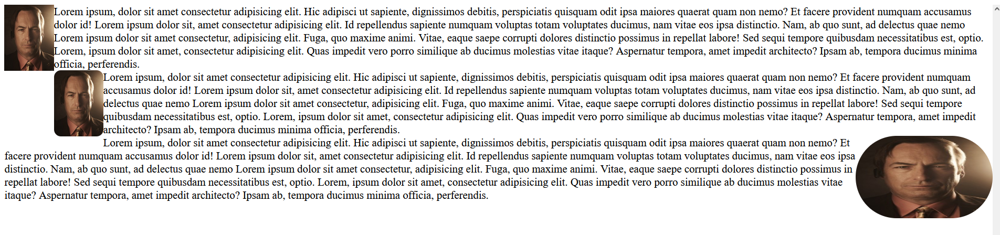 Lorem ipsum, dolor sit amet consectetur adipisicing elit. Hic adipisci ut sapiente, dignissimos debitis, perspiciatis quisquam odit ipsa maiores quaerat quam non nemo? Et facere provident numquam accusamus
dolor id! Lorem ipsum dolor sit, amet consectetur adipisicing elit. Id repellendus sapiente numquam voluptas totam voluptates ducimus, nam vitae eos ipsa distinctio. Nam, ab quo sunt, ad delectus quae nemo
Lorem ipsum dolor sit amet consectetur, adipisicing elit. Fuga, quo maxime animi. Vitae, eaque saepe corrupti dolores distinctio possimus in repellat labore! Sed sequi tempore quibusdam necessitatibus est, optio.
Lorem, ipsum dolor sit amet, consectetur adipisicing elit. Quas impedit vero porro similique ab ducimus molestias vitae itaque? Aspernatur tempora, amet impedit architecto? Ipsam ab, tempora ducimus minima
officia, perferendis.
Lorem ipsum, dolor sit amet consectetur adipisicing elit. Hic adipisci ut sapiente, dignissimos debitis, perspiciatis quisquam odit ipsa maiores quaerat quam non nemo? Et facere provident numquam
accusamus dolor id! Lorem ipsum dolor sit, amet consectetur adipisicing elit. Id repellendus sapiente numquam voluptas totam voluptates ducimus, nam vitae eos ipsa distinctio. Nam, ab quo sunt, ad
delectus quae nemo Lorem ipsum dolor sit amet consectetur, adipisicing elit. Fuga, quo maxime animi. Vitae, eaque saepe corrupti dolores distinctio possimus in repellat labore! Sed sequi tempore
quibusdam necessitatibus est, optio. Lorem, ipsum dolor sit amet, consectetur adipisicing elit. Quas impedit vero porro similique ab ducimus molestias vitae itaque? Aspernatur tempora, amet impedit
architecto? Ipsam ab, tempora ducimus minima officia, perferendis.
Lorem ipsum, dolor sit amet consectetur adipisicing elit. Hic adipisci ut sapiente, dignissimos debitis, perspiciatis quisquam odit ipsa maiores quaerat quam non nemo? Et
facere provident numquam accusamus dolor id! Lorem ipsum dolor sit, amet consectetur adipisicing elit. Id repellendus sapiente numquam voluptas totam voluptates ducimus, nam vitae eos ipsa
distinctio. Nam, ab quo sunt, ad delectus quae nemo Lorem ipsum dolor sit amet consectetur, adipisicing elit. Fuga, quo maxime animi. Vitae, eaque saepe corrupti dolores distinctio possimus in
repellat labore! Sed sequi tempore quibusdam necessitatibus est, optio. Lorem, ipsum dolor sit amet, consectetur adipisicing elit. Quas impedit vero porro similique ab ducimus molestias vitae
itaque? Aspernatur tempora, amet impedit architecto? Ipsam ab, tempora ducimus minima officia, perferendis.